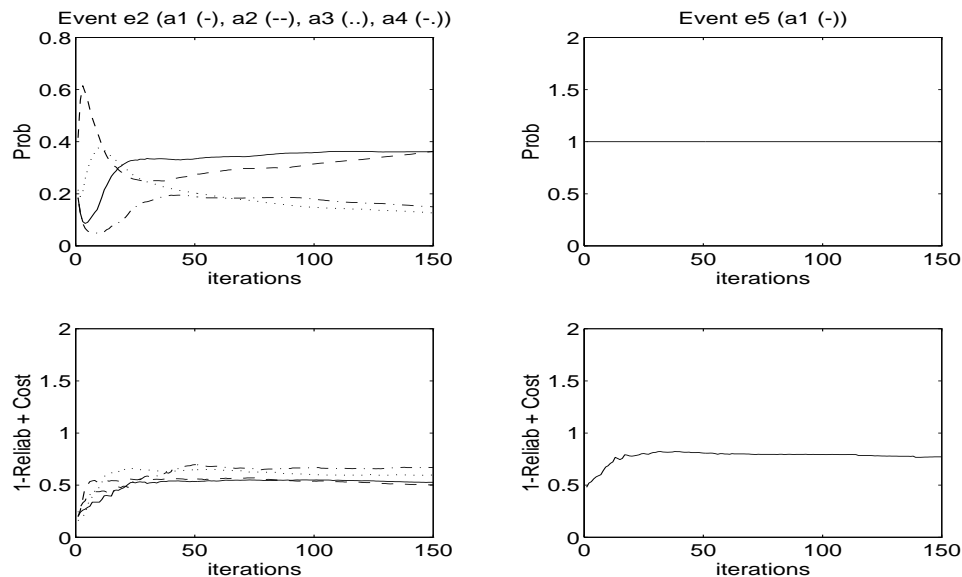 Event e2 (a1 (-), a2 (--), a3 (..), a4 (-.))
0.8
0.6
0.4
0.2
0
Prob
0 50 100 150
iterations
Event e5 (a1 (-))
2
1.5
1
0.5
0
Prob
0 50 100 150
iterations
2
1.5
1
0.5
0
1-Reliab + Cost
0 50 100 150
iterations
2
1.5
1
0.5
0
1-Reliab + Cost
0 50 100 150
iterations